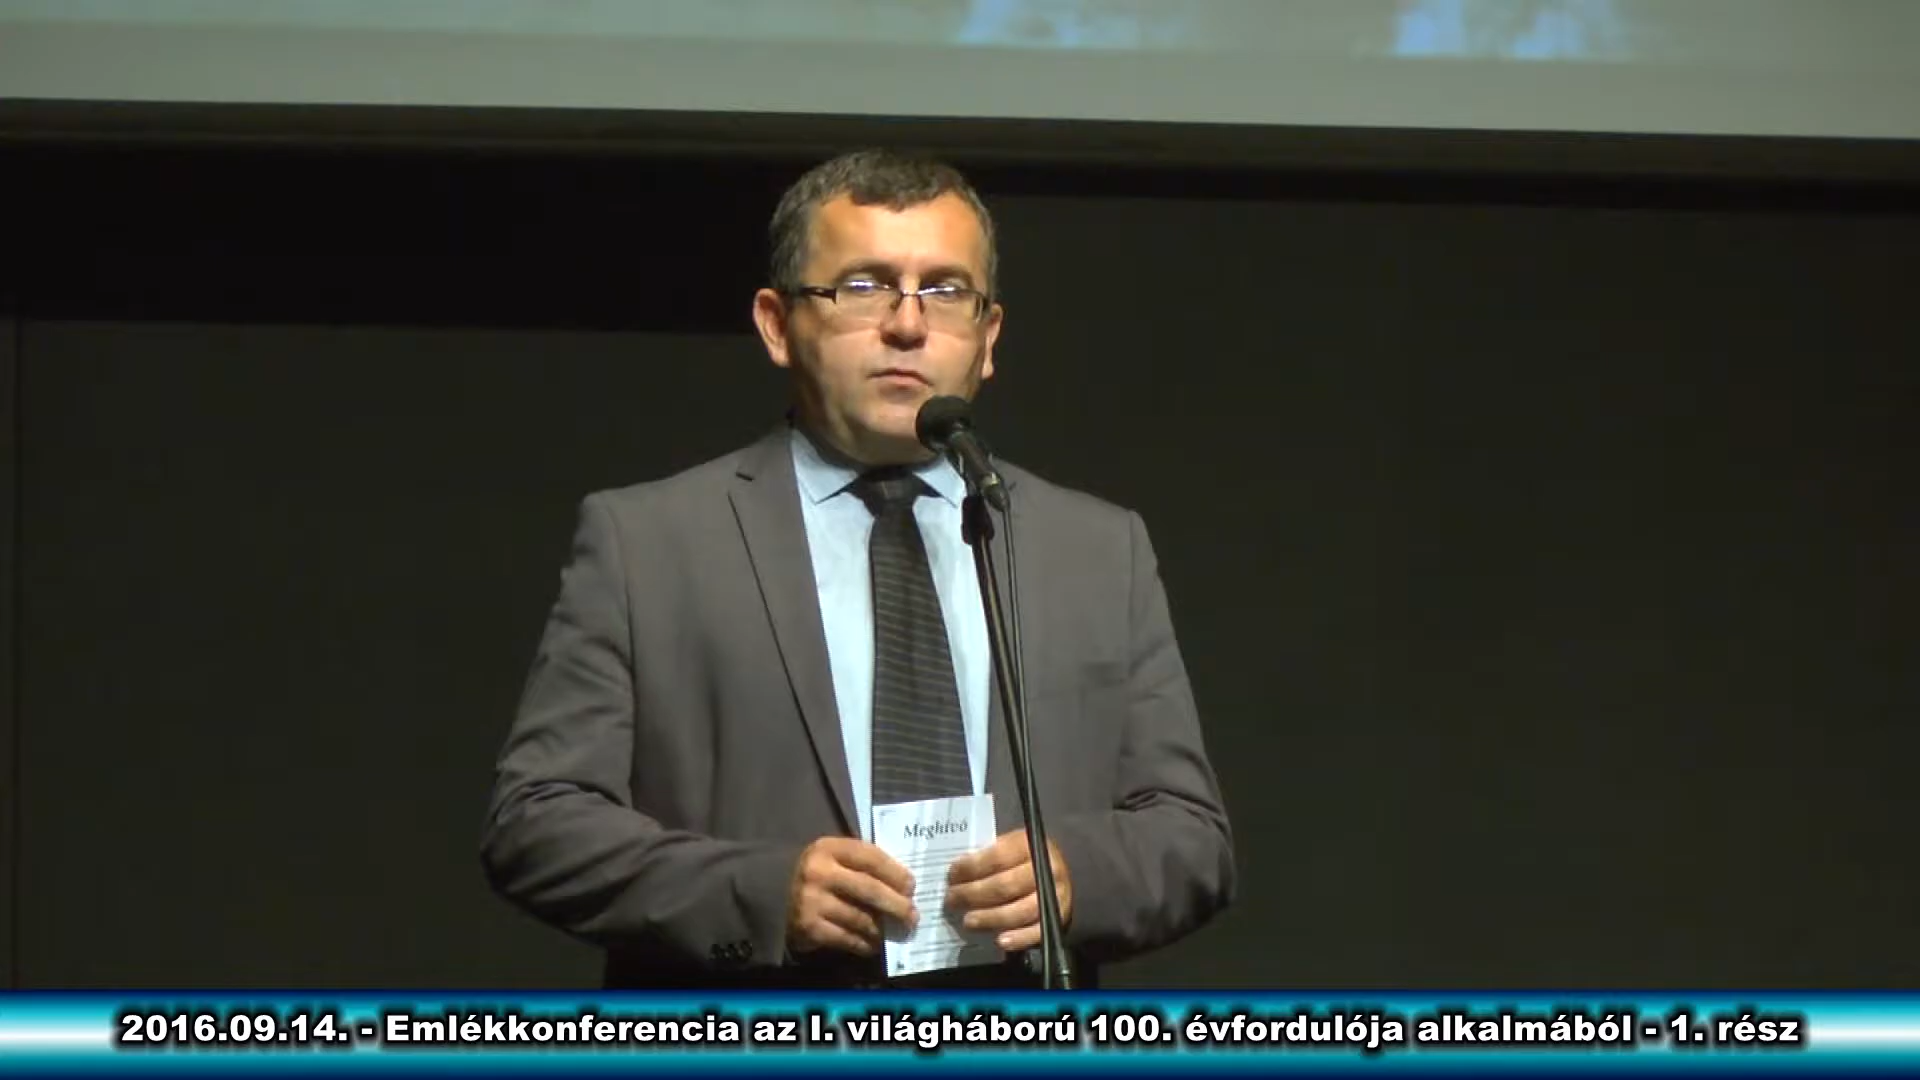 Meghívó
2016.09.14. - Emlékkonferencia az I. világháború 100. évfordulója alkalmából - 1. rész